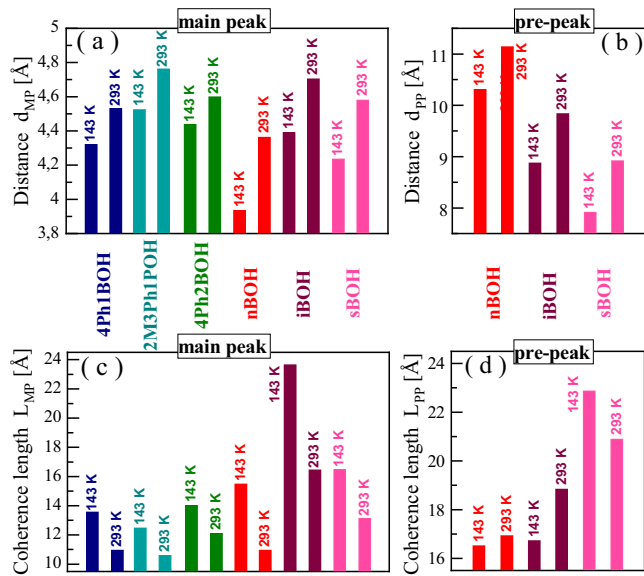 main peak
( a )
Distance d_MP [Å]
5
4,8
4,6
4,4
4,2
4
3,8
143 K
293 K
143 K
293 K
143 K
293 K
143 K
293 K
143 K
293 K
143 K
293 K
pre-peak
( b )
Distance d_PP [Å]
11
10
9
8
143 K
293 K
143 K
293 K
143 K
293 K
4Ph1BOH
2M3Ph1POH
4Ph2BOH
nBOH
iBOH
sBOH
nBOH
iBOH
sBOH
main peak
( c )
Coherence length L_MP [Å]
24
22
20
18
16
14
12
10
143 K
293 K
143 K
293 K
143 K
293 K
143 K
293 K
143 K
293 K
143 K
293 K
pre-peak
( d )
Coherence length L_PP [Å]
24
22
21
19
18
16
143 K
293 K
143 K
293 K
143 K
293 K